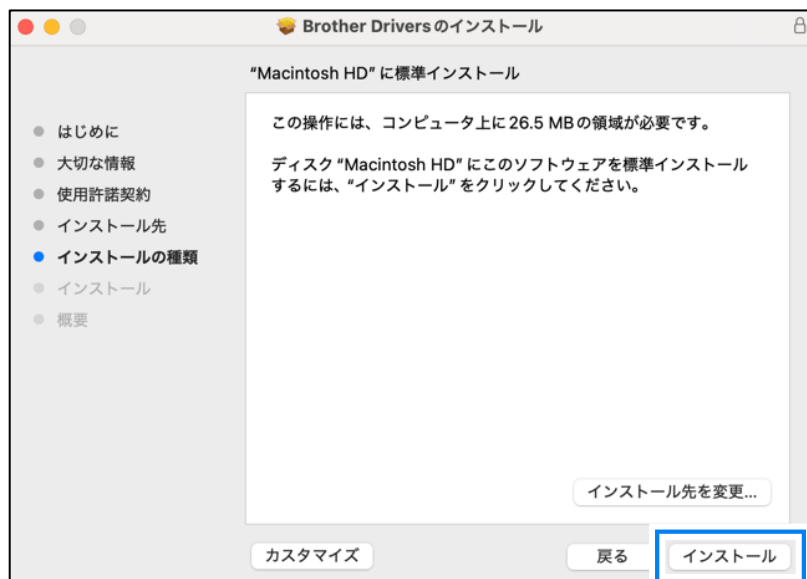 Brother Driversのインストール
“Macintosh HD” に標準インストール
はじめに
大切な情報
使用許諾契約
インストール先
インストールの種類
インストール
概要
この操作には、コンピュータ上に26.5 MBの領域が必要です。
ディスク “Macintosh HD” にこのソフトウェアを標準インストール
するには、“インストール” をクリックしてください。
インストール先を変更...
カスタマイズ
戻る
インストール